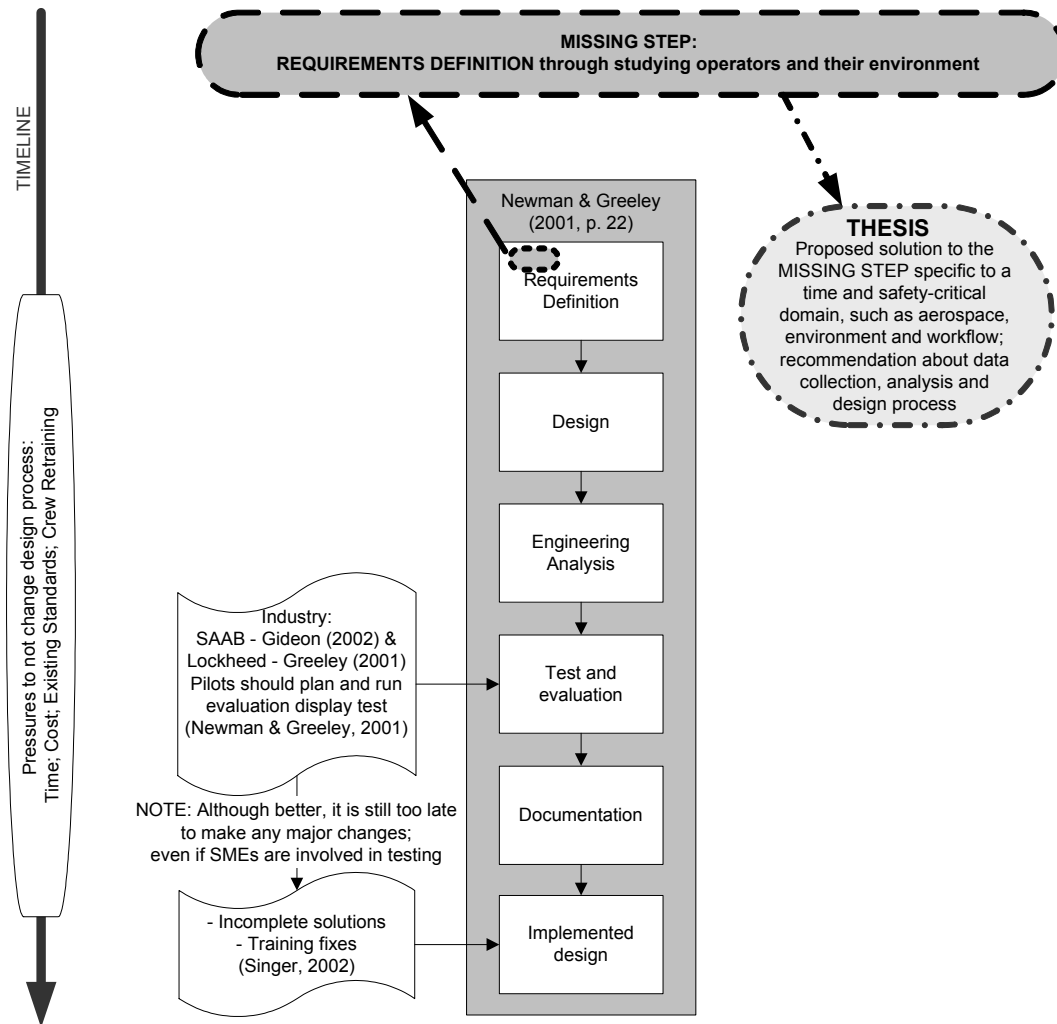 MISSING STEP:
REQUIREMENTS DEFINITION through studying operators and their environment
TIMELINE
Newman & Greeley
(2001, p. 22)
Requirements
Definition
THESIS
Proposed solution to the
MISSING STEP specific to a
time and safety-critical
domain, such as aerospace,
environment and workflow;
recommendation about data
collection, analysis and
design process
Design
Engineering
Analysis
Pressures to not change design process:
Time; Cost; Existing Standards; Crew Retraining
Industry:
SAAB - Gideon (2002) &
Lockheed - Greeley (2001)
Pilots should plan and run
evaluation display test
(Newman & Greeley, 2001)
Test and
evaluation
NOTE: Although better, it is still too late
to make any major changes;
even if SMEs are involved in testing
Documentation
- Incomplete solutions
- Training fixes
(Singer, 2002)
Implemented
design